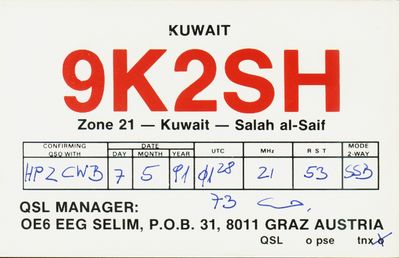 KUWAIT
9K2SH
Zone 21 — Kuwait — Salah al-Saif
CONFIRMING QSO WITH DATE DAY MONTH YEAR UTC MHz R S T MODE 2-WAY
HP2CWB 7 5 91 0128 21 53 SSB
73
QSL MANAGER:
OE6 EEG SELIM, P.O.B. 31, 8011 GRAZ AUSTRIA
QSL o pse tnx o